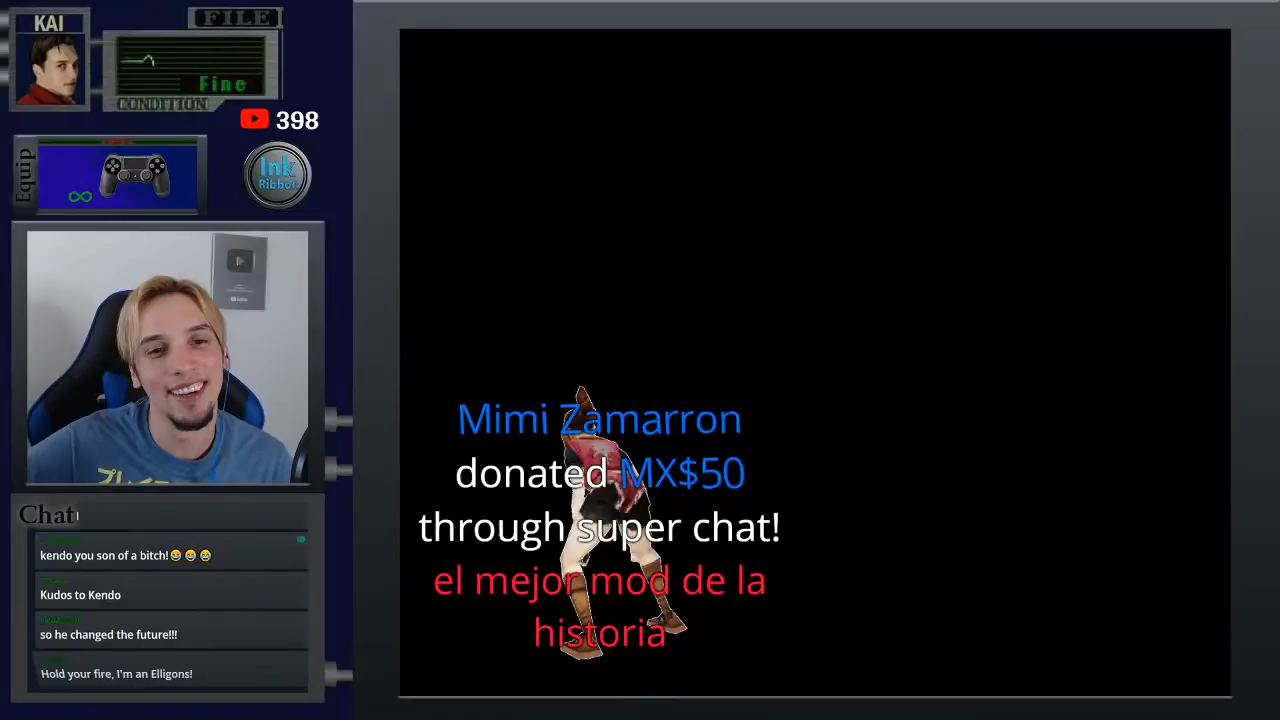 KAI
FILE
Fine
CONDITION
398
Equip
Ink
Ribbon
Mimi Zamarron
donated MX$50
through super chat!
el mejor mod de la
historia
Chat
kendo you son of a bitch!😂😂😂
Kudos to Kendo
so he changed the future!!!
Hold your fire, I'm an Elligons!